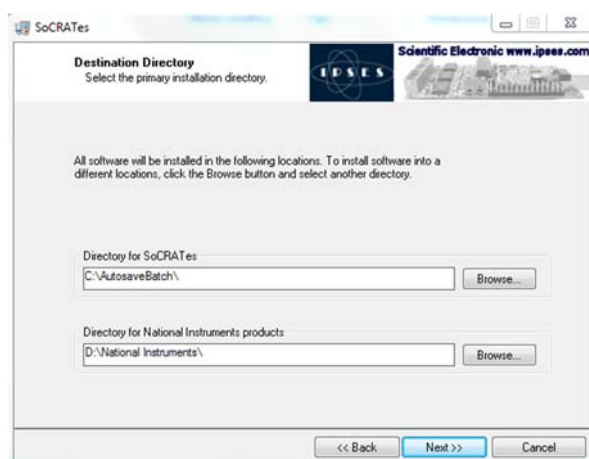 SoCRATes
Destination Directory
Select the primary installation directory.
IPSES
Scientific Electronic www.ipses.com
All software will be installed in the following locations. To install software into a
different locations, click the Browse button and select another directory.
Directory for SoCRATes
C:\AutosaveBatch\
Browse...
Directory for National Instruments products
D:\National Instruments\
Browse...
<< Back
Next >>
Cancel